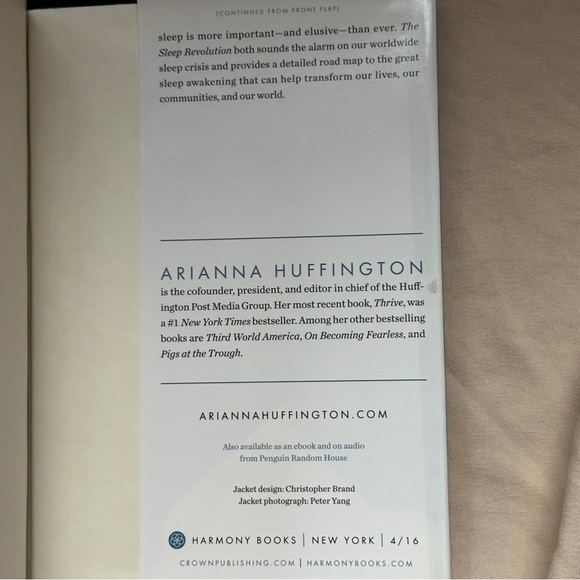 (CONTINUED FROM FRONT FLAP)
sleep is more important—and elusive—than ever. The
Sleep Revolution both sounds the alarm on our worldwide
sleep crisis and provides a detailed road map to the great
sleep awakening that can help transform our lives, our
communities, and our world.
ARIANNA HUFFINGTON
is the cofounder, president, and editor in chief of the Huff-
ington Post Media Group. Her most recent book, Thrive, was
a #1 New York Times bestseller. Among her other bestselling
books are Third World America, On Becoming Fearless, and
Pigs at the Trough.
ARIANNAHUFFINGTON.COM
Also available as an ebook and on audio
from Penguin Random House
Jacket design: Christopher Brand
Jacket photograph: Peter Yang
HARMONY BOOKS | NEW YORK | 4/16
CROWNPUBLISHING.COM | HARMONYBOOKS.COM